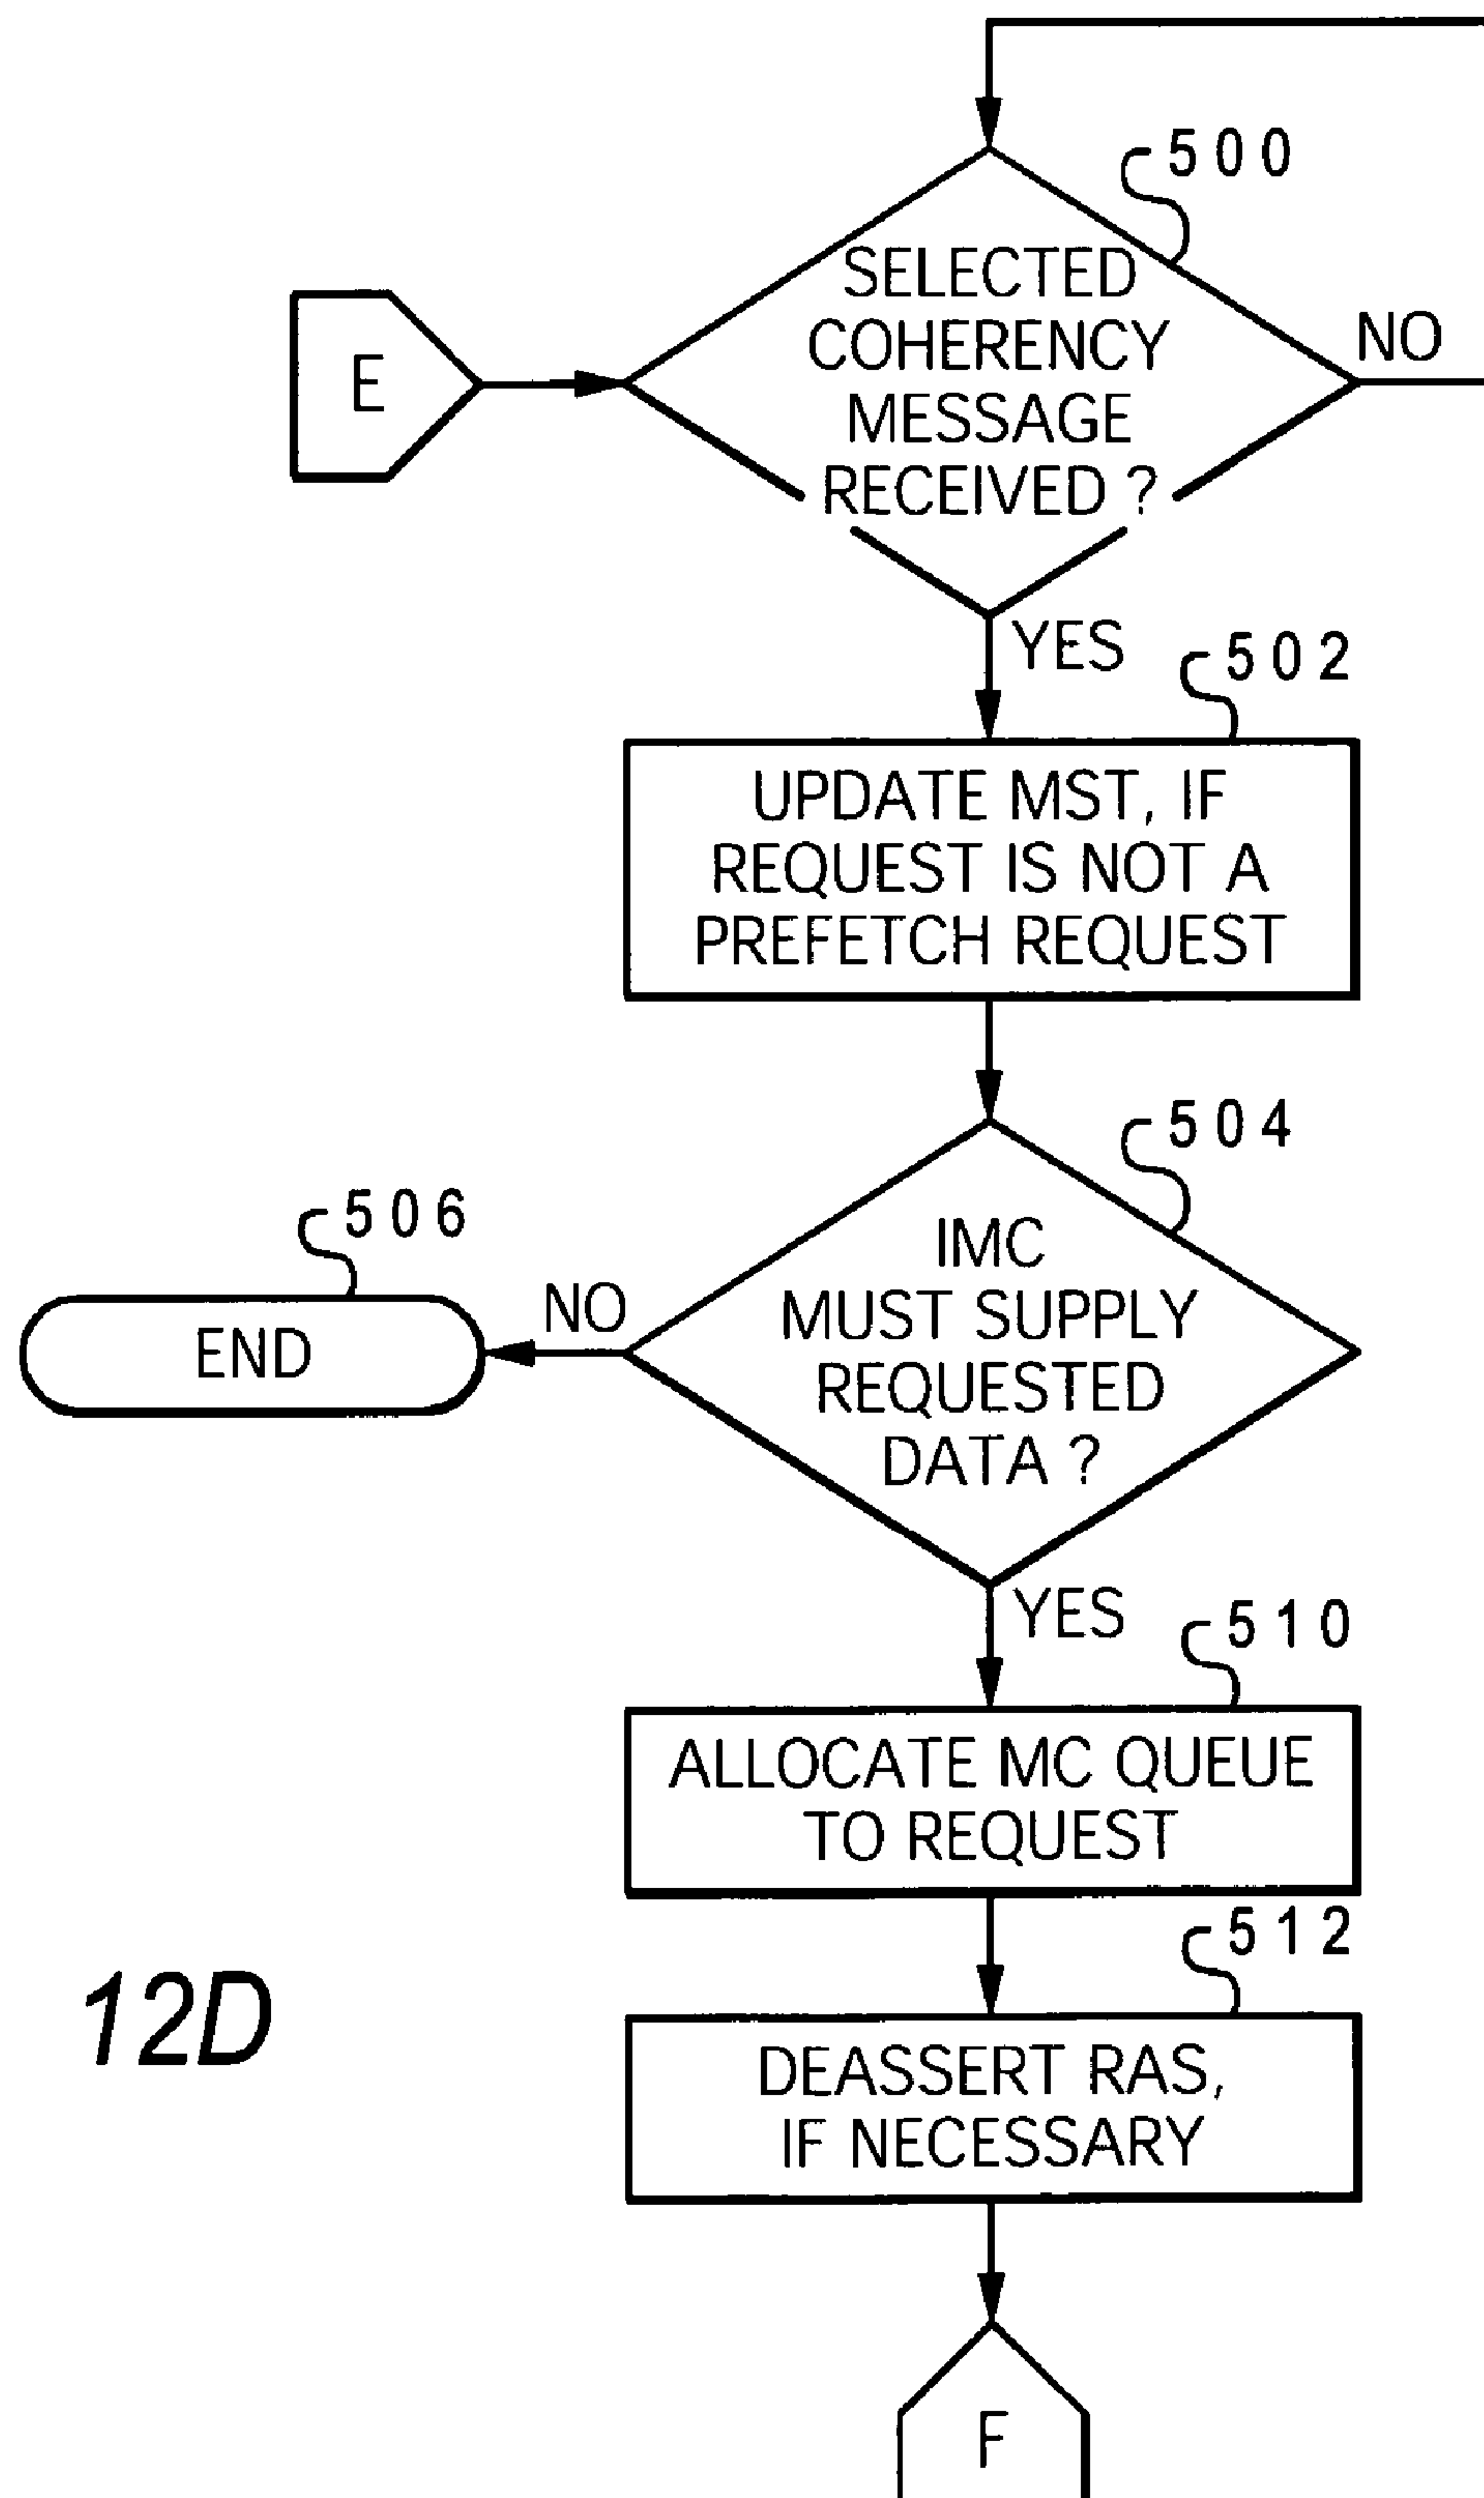 500
SELECTED
COHERENCY
MESSAGE
RECEIVED ?
NO
E
YES
502
UPDATE MST, IF
REQUEST IS NOT A
PREFETCH REQUEST
504
506
IMC
MUST SUPPLY
REQUESTED
DATA ?
NO
END
YES
510
ALLOCATE MC QUEUE
TO REQUEST
512
12D
DEASSERT RAS,
IF NECESSARY
F